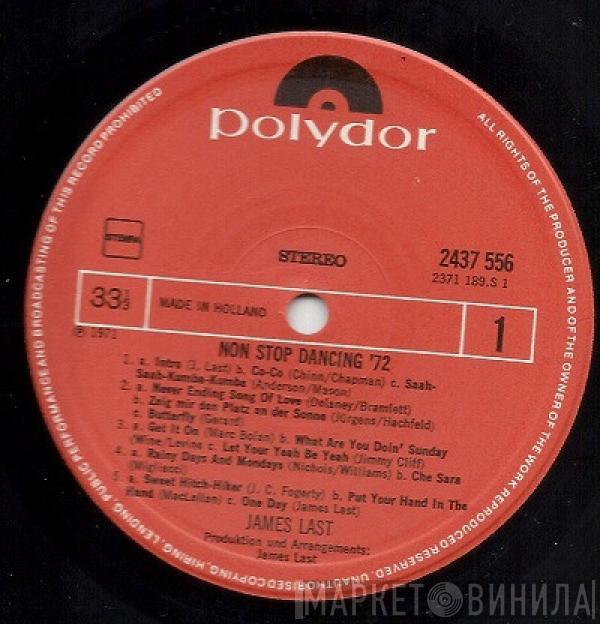 polydor
STEMRA
STEREO
2437 556
2371 189.S 1
33 1/3
MADE IN HOLLAND
1
℗ 1971
NON STOP DANCING '72
1. a. Intro (J. Last) b. Co-Co (Chinn/Chapman) c. Saah-
Saah-Kumba-Kumba (Anderson/Mason)
2. a. Never Ending Song Of Love (Delaney/Bramlett)
b. Zeig mir den Platz an der Sonne (Jürgens/Hachfeld)
c. Butterfly (Gerard)
3. a. Get It On (Marc Bolan) b. What Are You Doin' Sunday
(Wine/Levine) c. Let Your Yeah Be Yeah (Jimmy Cliff)
4. a. Rainy Days And Mondays (Nichols/Williams) b. Che Sara
(Migliacci)
5. a. Sweet Hitch-Hiker (J. C. Fogerty) b. Put Your Hand In The
Hand (MacLellan) c. One Day (James Last)
JAMES LAST
Produktion und Arrangements:
James Last
ALL RIGHTS OF THE PRODUCER AND OF THE OWNER OF THE WORK REPRODUCED RESERVED. UNAUTHORISED COPYING, HIRING, LENDING, PUBLIC PERFORMANCE AND BROADCASTING OF THIS RECORD PROHIBITED
МАРКЕТ ВИНИЛА